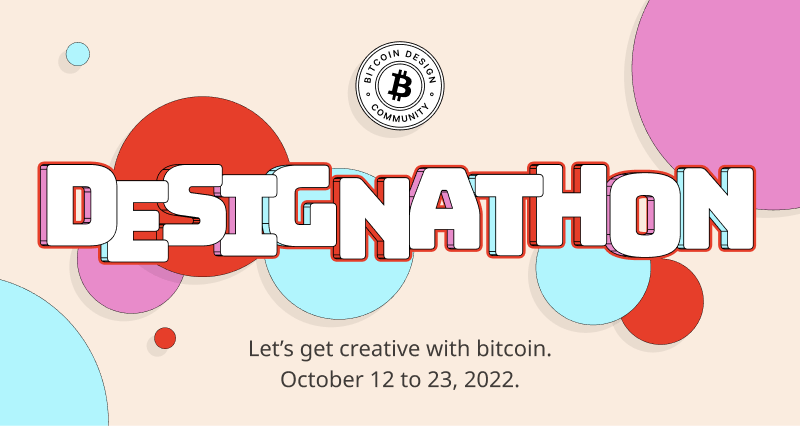 BITCOIN DESIGN
COMMUNITY
DESIGNATHON
Let’s get creative with bitcoin.
October 12 to 23, 2022.